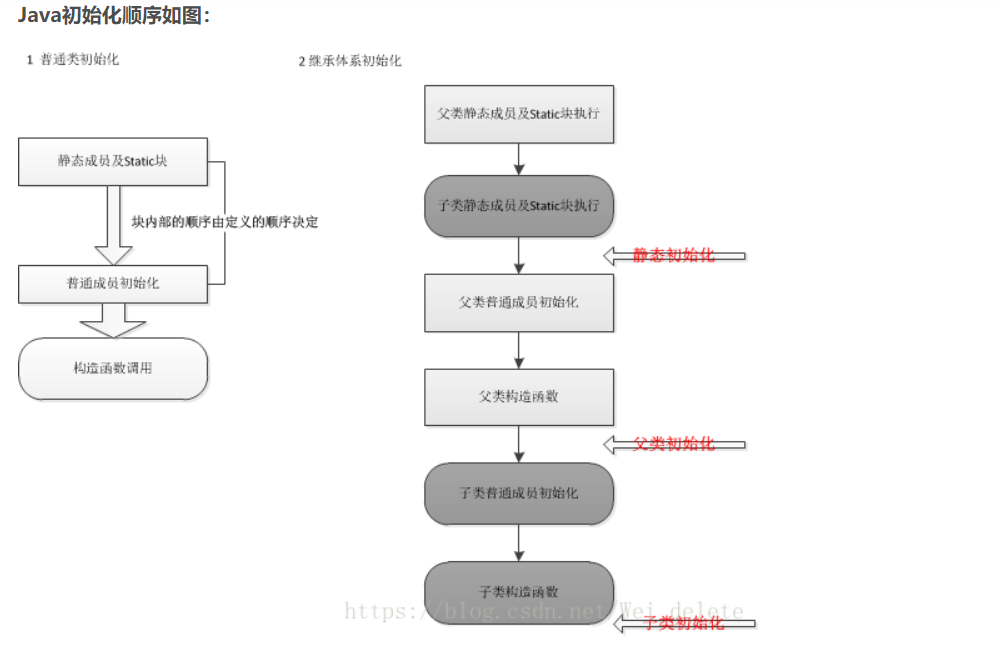 Java初始化顺序如图：
1 普通类初始化
2 继承体系初始化
静态成员及Static块
块内部的顺序由定义的顺序决定
普通成员初始化
构造函数调用
父类静态成员及Static块执行
子类静态成员及Static块执行
静态初始化
父类普通成员初始化
父类构造函数
父类初始化
子类普通成员初始化
子类构造函数
https://blog.csdn.net/Wei_delete
子类初始化